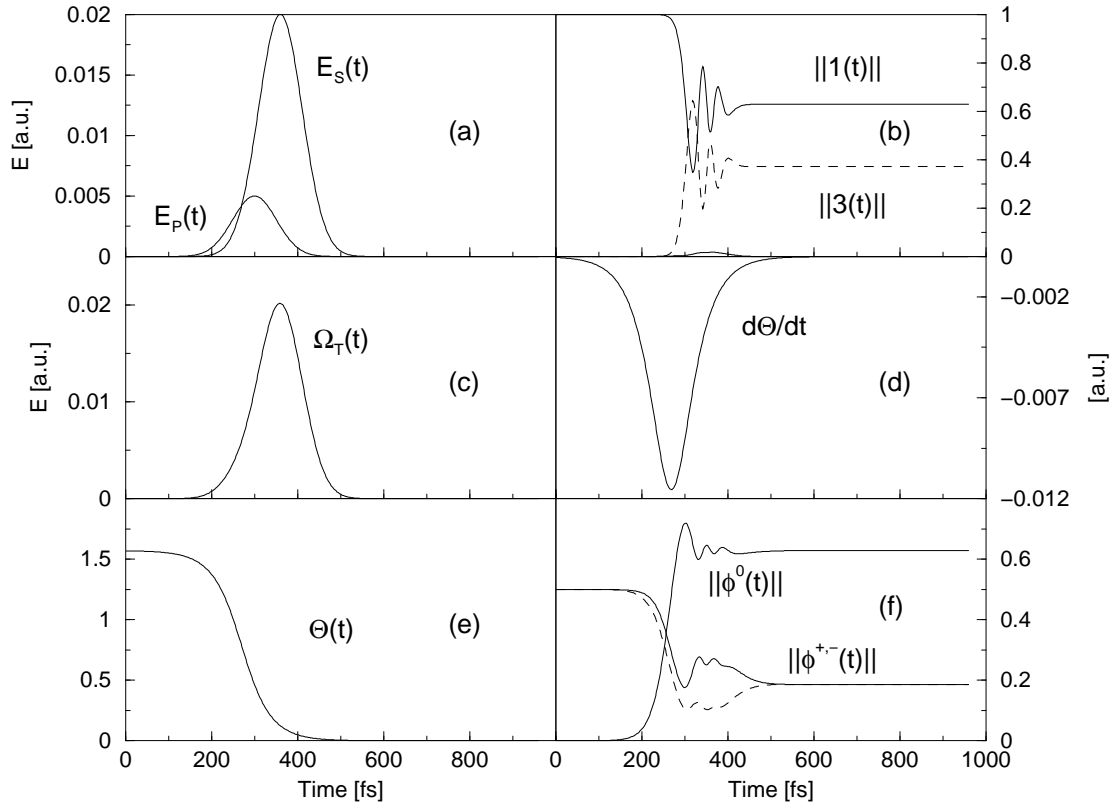 0.02
0.015
0.01
0.005
0
E [a.u.]
E_S(t)
E_P(t)
(a)
1
0.8
0.6
0.4
0.2
0
||1(t)||
(b)
||3(t)||
0.02
0.01
0
E [a.u.]
Ω_T(t)
(c)
−0.002
−0.007
−0.012
[a.u.]
dΘ/dt
(d)
1.5
1
0.5
0
Θ(t)
(e)
0.6
0.4
0.2
0
||ϕ⁰(t)||
(f)
||ϕ⁺,⁻(t)||
0 200 400 600 800
0 200 400 600 800 1000
Time [fs]
Time [fs]